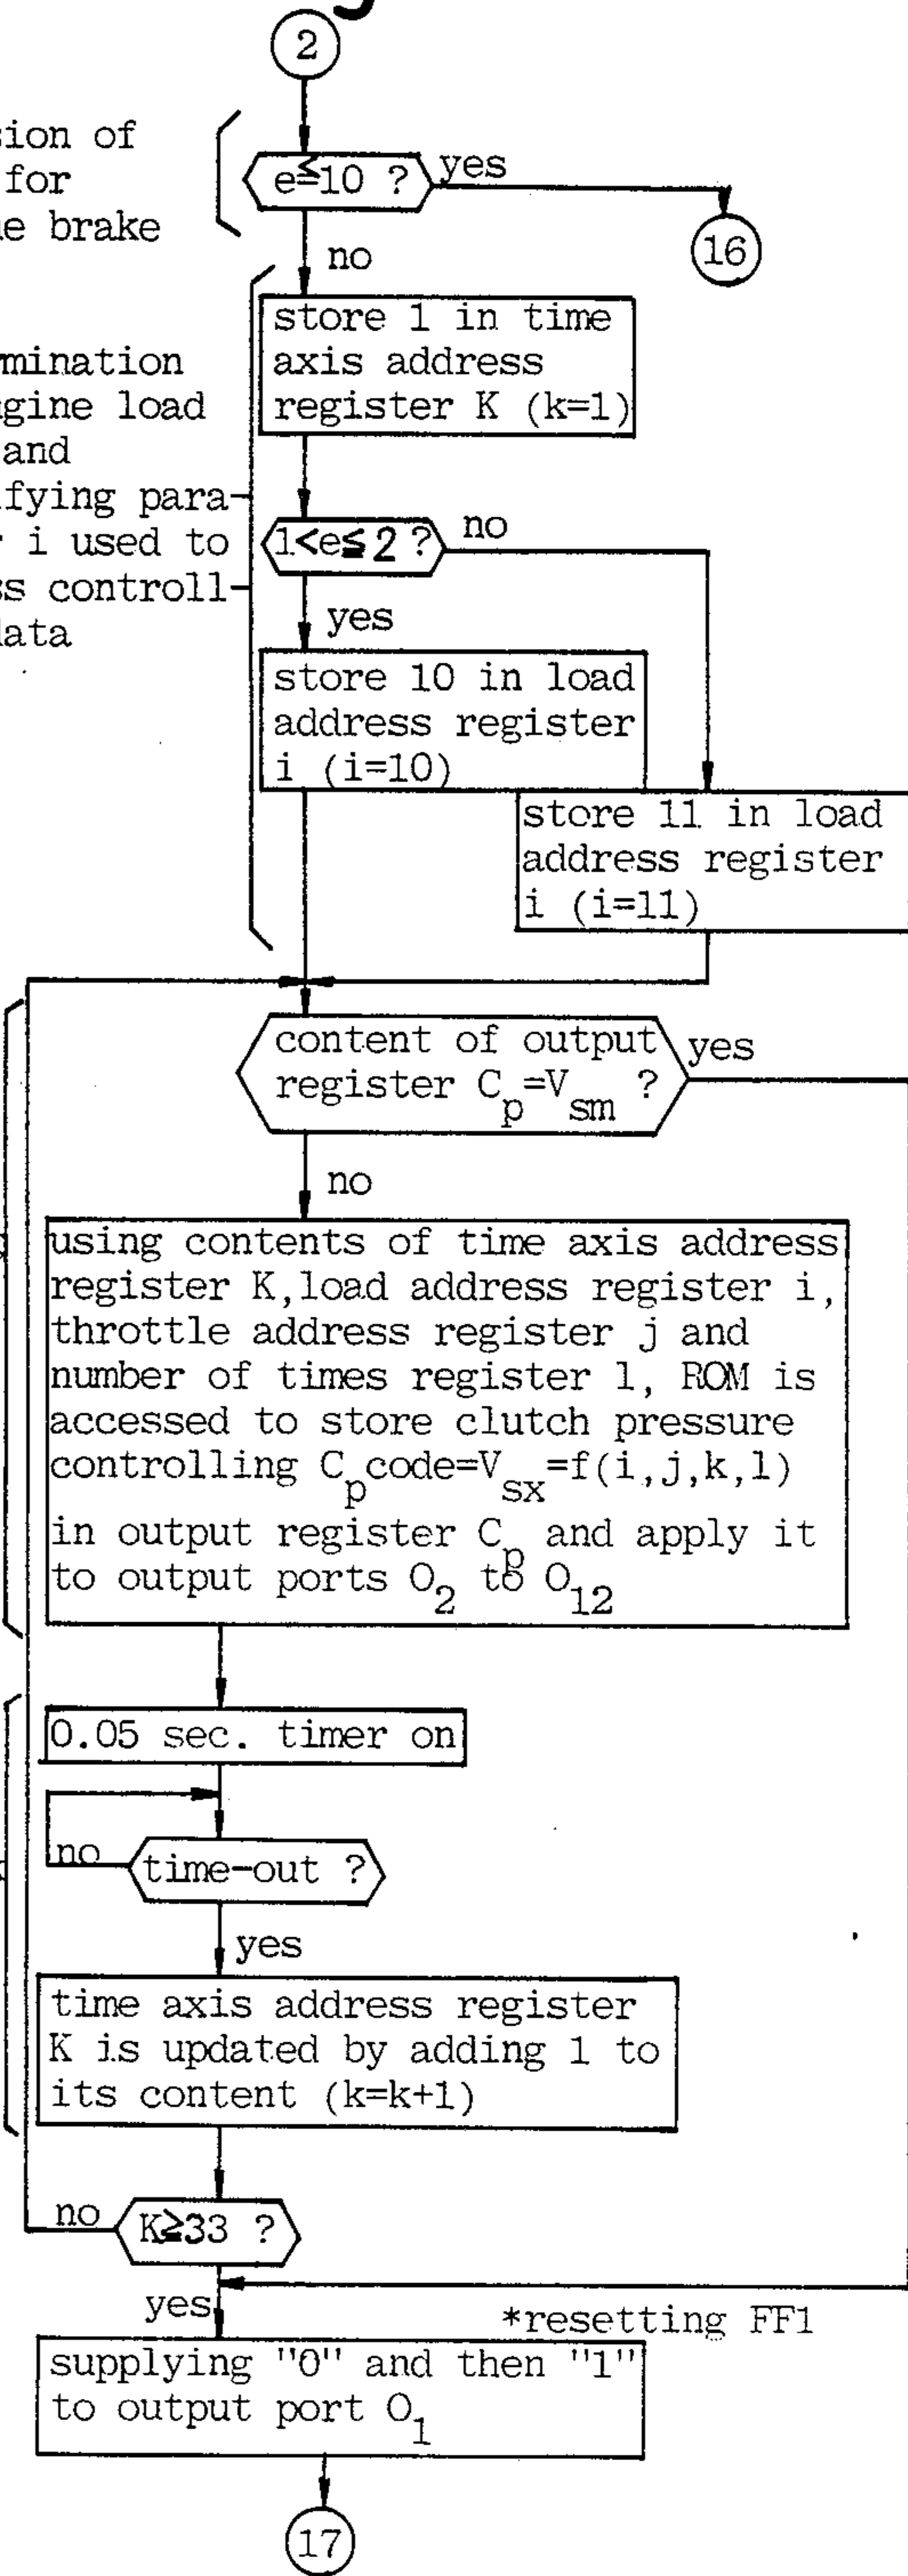 2
sion of
for
e brake
e≦10 ?
yes
16
no
store 1 in time
axis address
register K (k=1)
mination
gine load
and
ifying para-
r i used to
ss controll-
data
1<e≦2 ?
no
yes
store 10 in load
address register
i (i=10)
store 11 in load
address register
i (i=11)
content of output
register Cp=Vsm ?
yes
no
using contents of time axis address
register K,load address register i,
throttle address register j and
number of times register l, ROM is
accessed to store clutch pressure
controlling Cpcode=Vsx=f(i,j,k,l)
in output register Cp and apply it
to output ports O2 to O12
0.05 sec. timer on
no
time-out ?
yes
time axis address register
K is updated by adding 1 to
its content (k=k+1)
no
K≧33 ?
yes
*resetting FF1
supplying "0" and then "1"
to output port O1
17